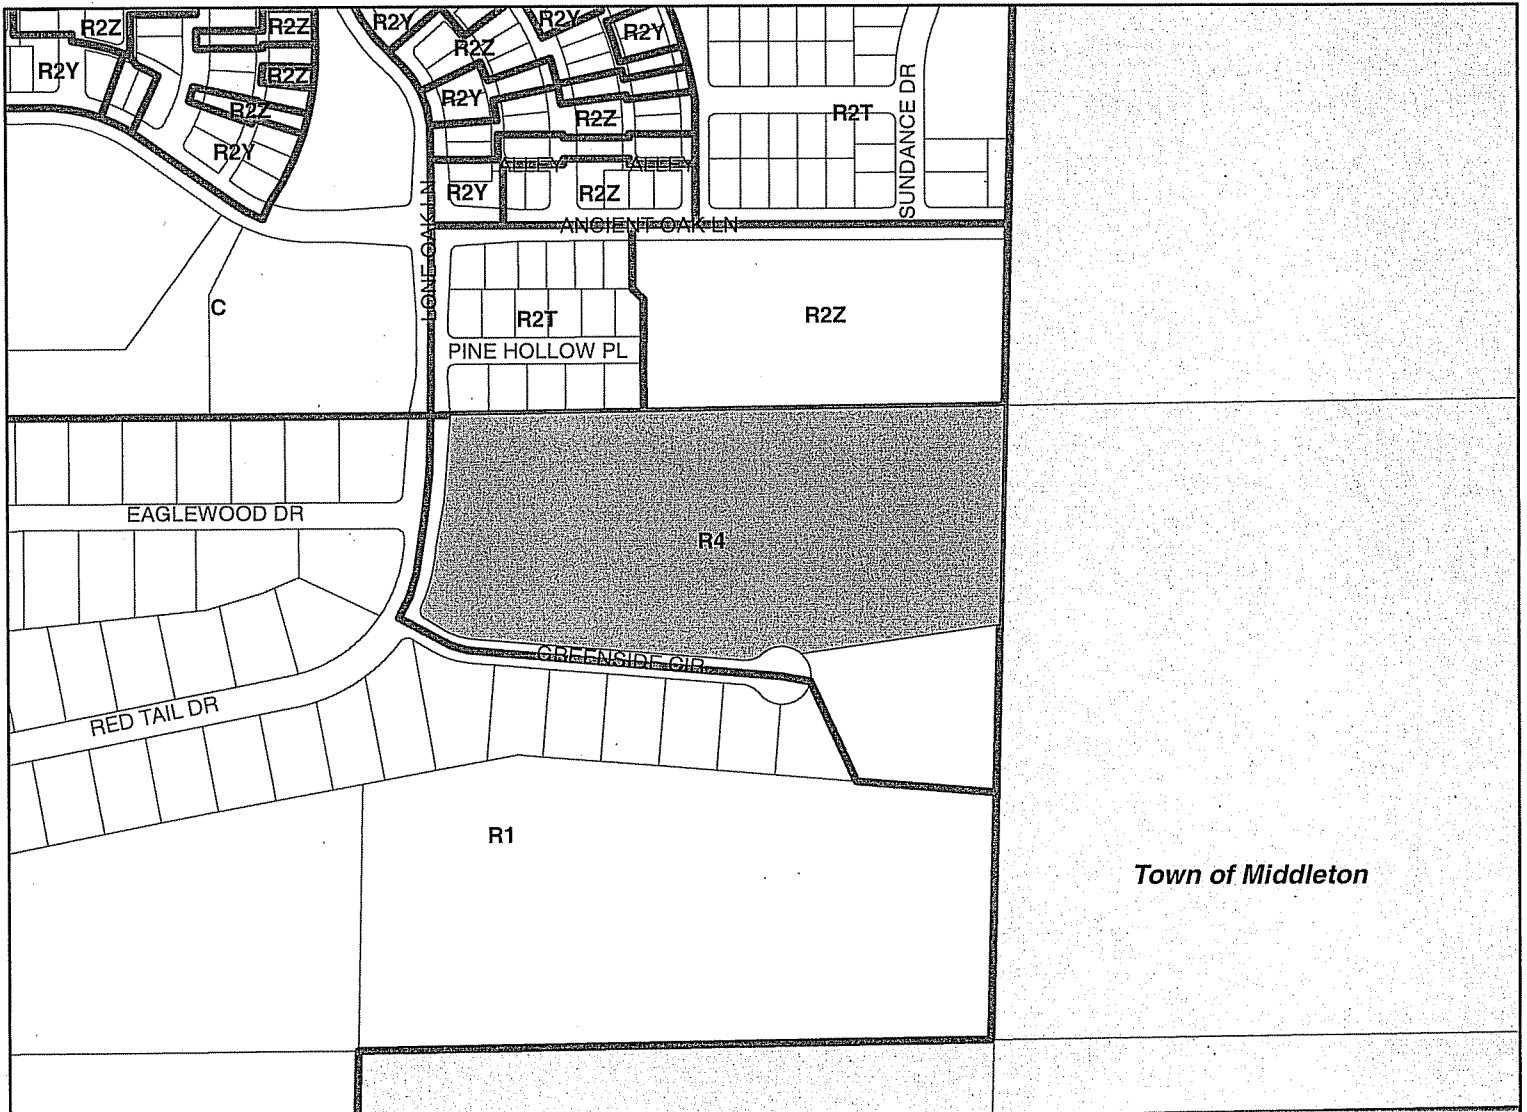 R2Z
R2Z
R2Y
R2Z
R2Y
R2Y
R2Z
R2Y
R2Z
R2Y
R2Z
R2Y
R2Z
R2T
SUNDANCE DR
ALLEY
ALLEY
R2Y
R2Z
ANCIENT OAK LN
LONE OAK LN
C
R2T
R2Z
PINE HOLLOW PL
EAGLEWOOD DR
R4
GREENSIDE CIR
RED TAIL DR
R1
Town of Middleton